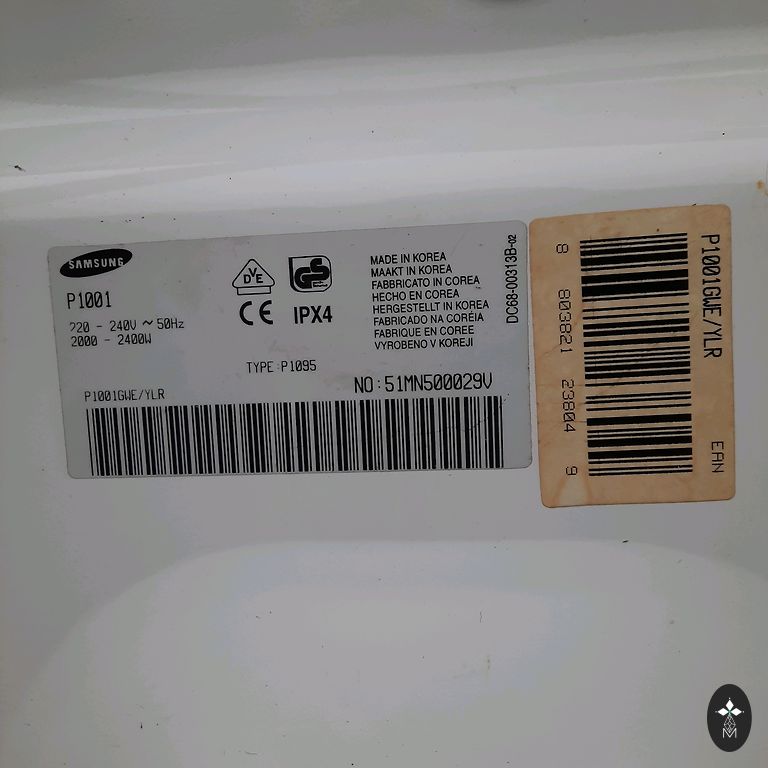 SAMSUNG
P1001
220 - 240V ~ 50Hz
2000 - 2400W
P1001GWE/YLR
VDE
GS
CE
IPX4
TYPE:P1095
MADE IN KOREA
MAAKT IN KOREA
FABBRICATO IN COREA
HECHO EN COREA
HERGESTELLT IN KOREA
FABRICADO NA CORÉIA
FABRIQUE EN COREE
VYROBENO V KOREJI
NO:51MN500029V
DC68-00313B-02
P1001GWE/YLR
EAN
8 803821 23804 9
M